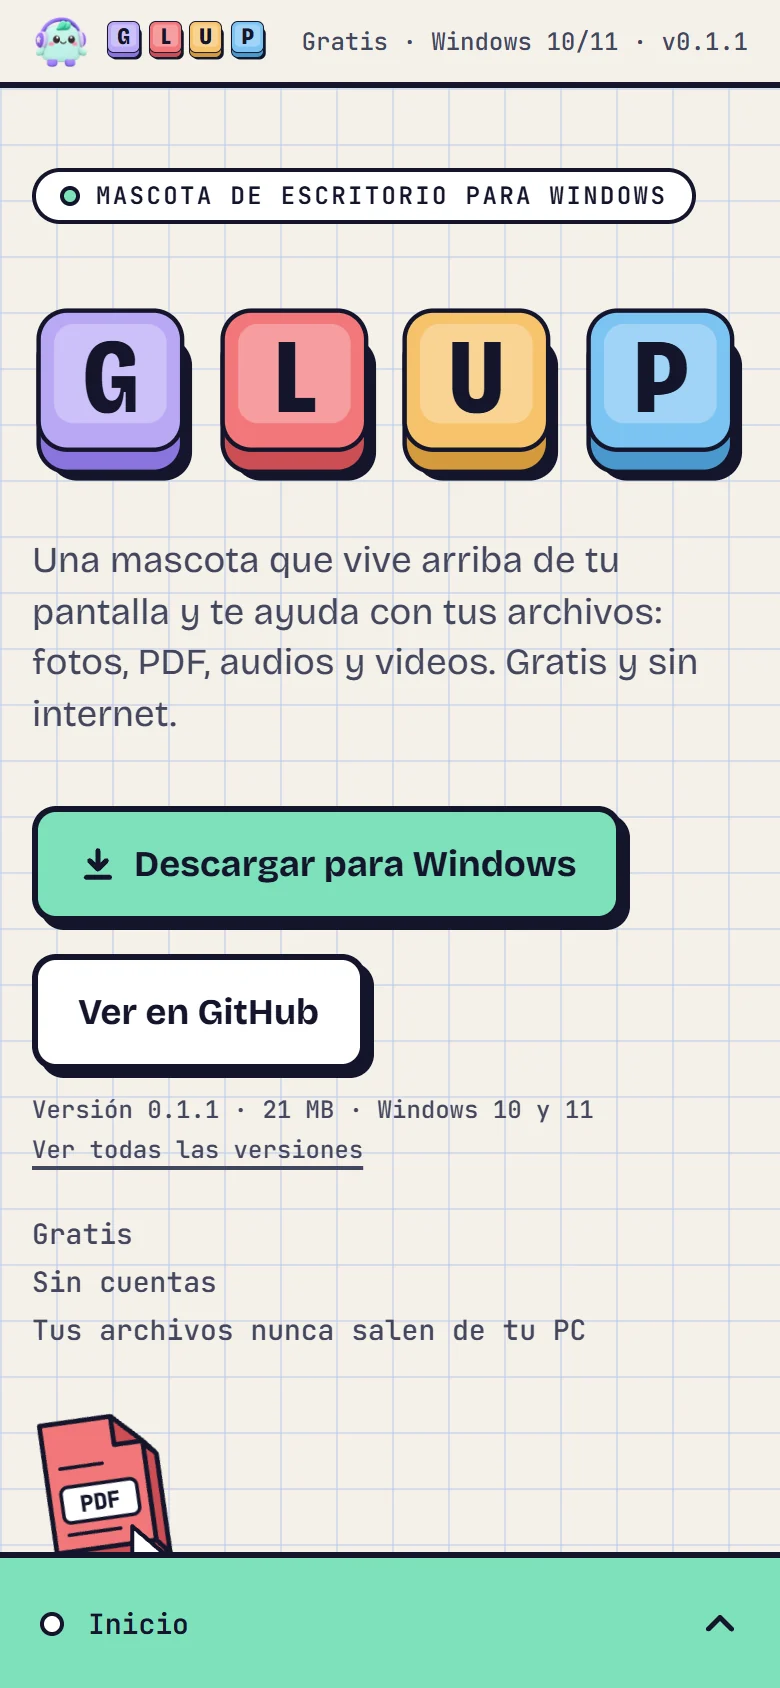 GLUP Gratis · Windows 10/11 · v0.1.1
MASCOTA DE ESCRITORIO PARA WINDOWS
GLUP
Una mascota que vive arriba de tu
pantalla y te ayuda con tus archivos:
fotos, PDF, audios y videos. Gratis y sin
internet.
Descargar para Windows
Ver en GitHub
Versión 0.1.1 · 21 MB · Windows 10 y 11
Ver todas las versiones
Gratis
Sin cuentas
Tus archivos nunca salen de tu PC
PDF
Inicio